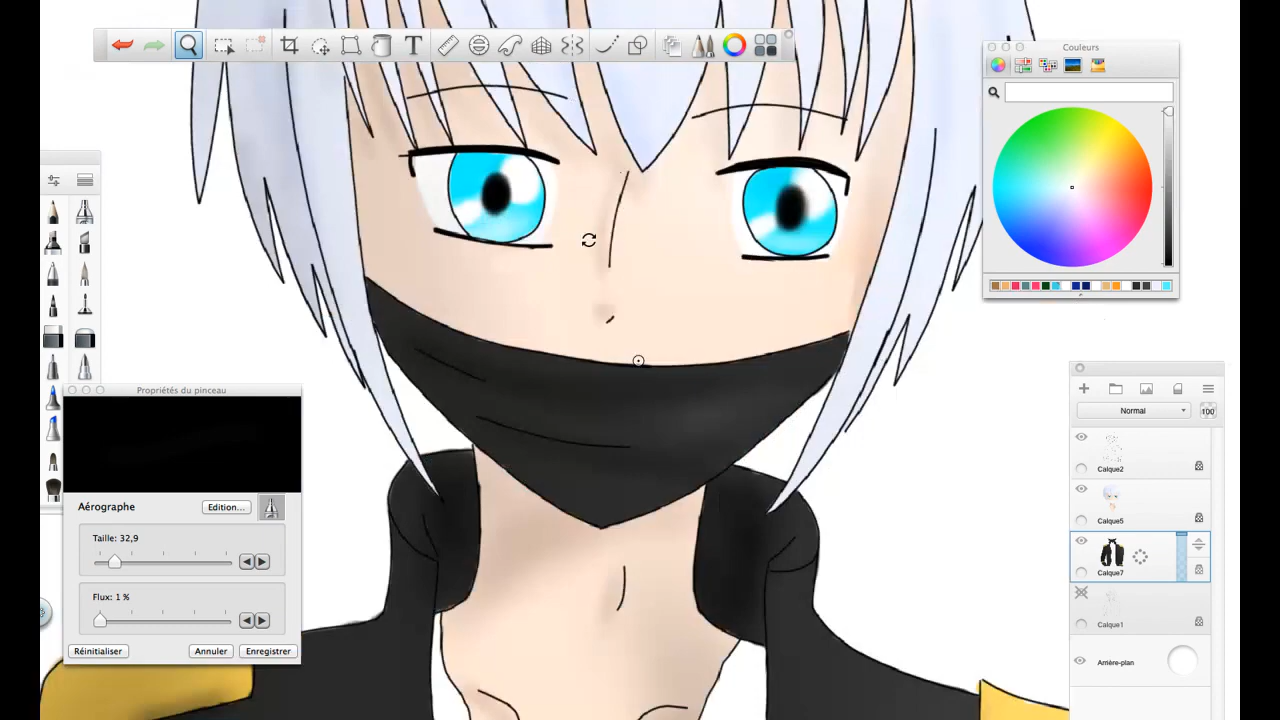 Couleurs
Propriétés du pinceau
Aérographe
Edition...
Taille: 32,9
Flux: 1 %
Réinitialiser
Annuler
Enregistrer
Normal
100
Calque2
Calque5
Calque7
Calque1
Arrière-plan